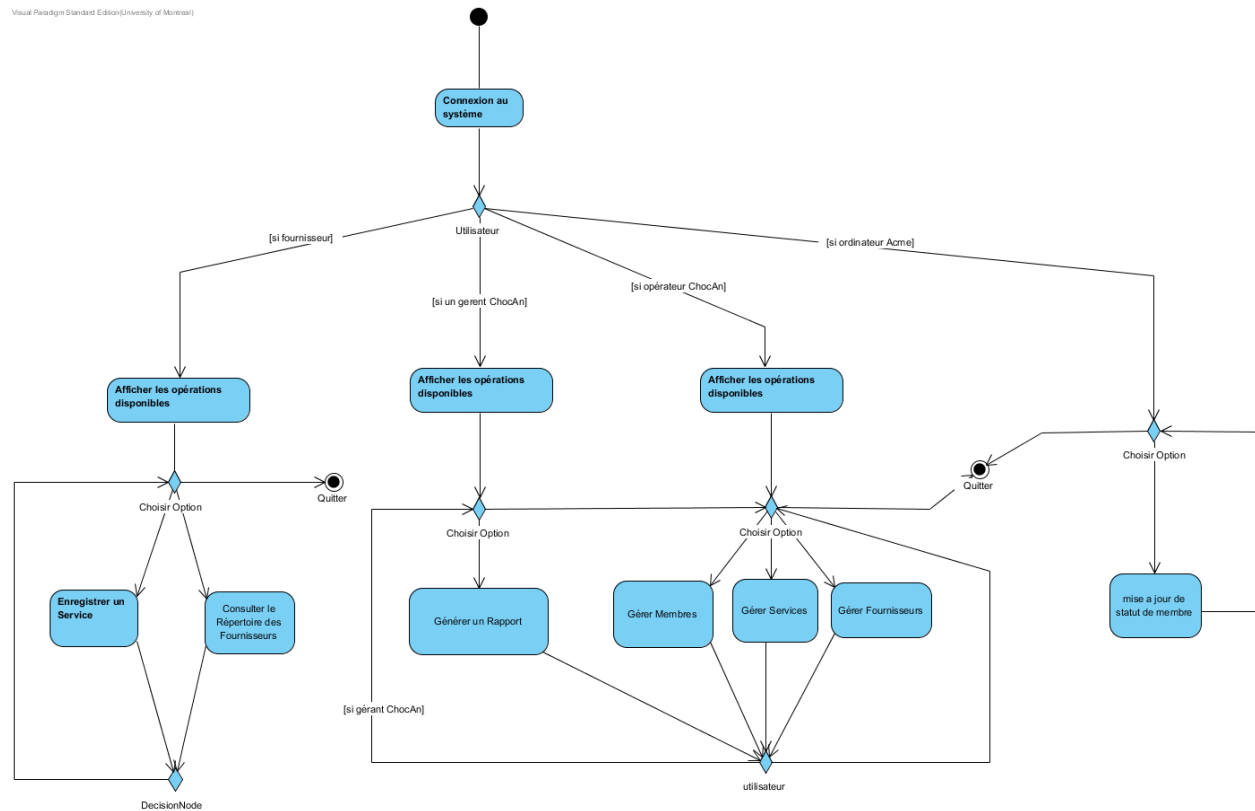 Visual Paradigm Standard Edition(University of Montreal)
Connexion au
système
Utilisateur
[si fournisseur]
[si un gerent ChocAn]
[si opérateur ChocAn]
[si ordinateur Acme]
Afficher les opérations
disponibles
Afficher les opérations
disponibles
Afficher les opérations
disponibles
Choisir Option
Quitter
Choisir Option
Choisir Option
Quitter
Choisir Option
Enregistrer un
Service
Consulter le
Répertoire des
Fournisseurs
Générer un Rapport
Gérer Membres
Gérer Services
Gérer Fournisseurs
mise a jour de
statut de membre
[si gérant ChocAn]
DecisionNode
utilisateur